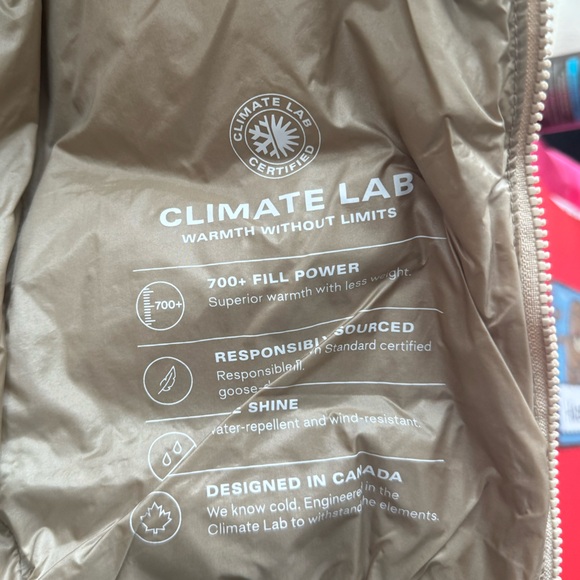 CLIMATE LAB
CERTIFIED
CLIMATE LAB
WARMTH WITHOUT LIMITS
700+
700+ FILL POWER
Superior warmth with less weight.
SOURCED
Responsible Standard certified
goose
SHINE
water-repellent and wind-resistant.
DESIGNED IN CANADA
We know cold. Engineered in the
Climate Lab to withstand the elements.